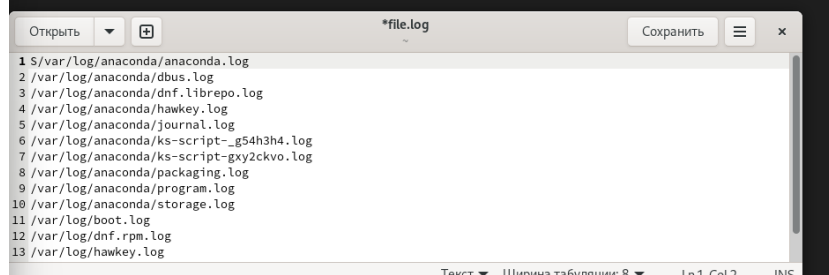 Открыть
*file.log
~
Сохранить
1 S/var/log/anaconda/anaconda.log
2 /var/log/anaconda/dbus.log
3 /var/log/anaconda/dnf.librepo.log
4 /var/log/anaconda/hawkey.log
5 /var/log/anaconda/journal.log
6 /var/log/anaconda/ks-script-_g54h3h4.log
7 /var/log/anaconda/ks-script-gxy2ckvo.log
8 /var/log/anaconda/packaging.log
9 /var/log/anaconda/program.log
10 /var/log/anaconda/storage.log
11 /var/log/boot.log
12 /var/log/dnf.rpm.log
13 /var/log/hawkey.log
Текст Ширина табуляции: 8 Ln 1, Col 2 INS